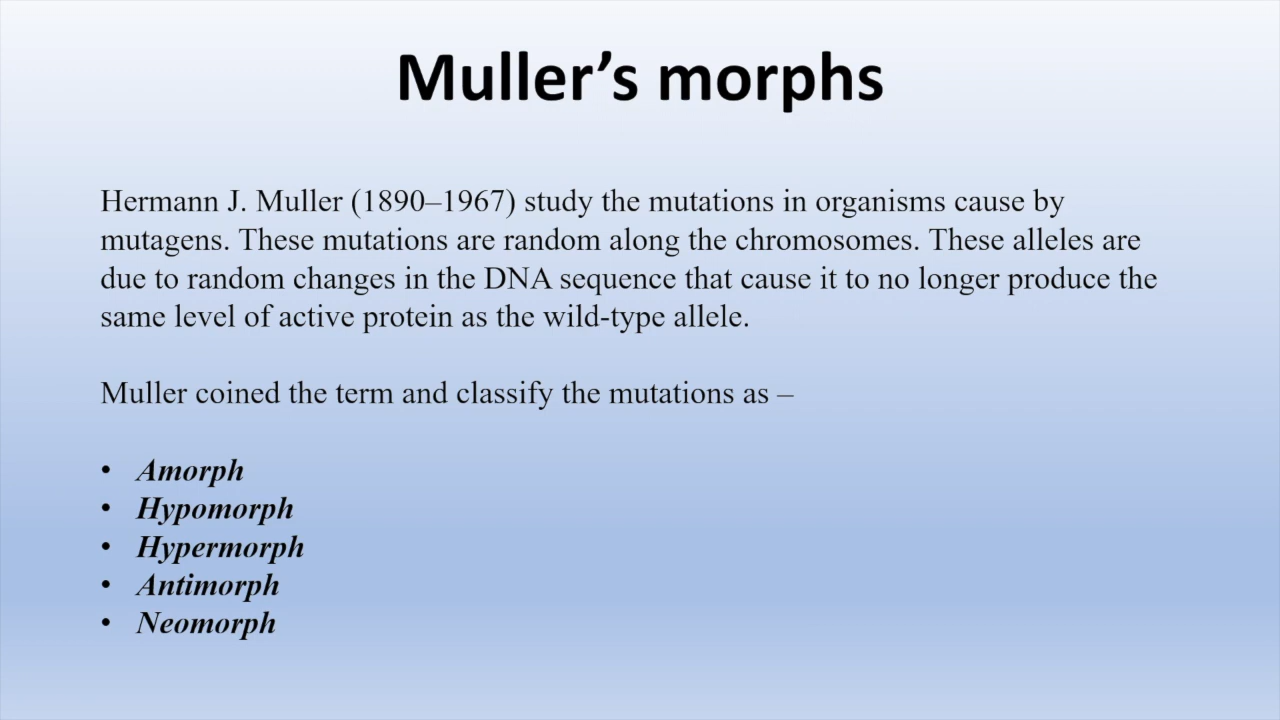 Muller’s morphs
Hermann J. Muller (1890–1967) study the mutations in organisms cause by
mutagens. These mutations are random along the chromosomes. These alleles are
due to random changes in the DNA sequence that cause it to no longer produce the
same level of active protein as the wild-type allele.
Muller coined the term and classify the mutations as –
• Amorph
• Hypomorph
• Hypermorph
• Antimorph
• Neomorph